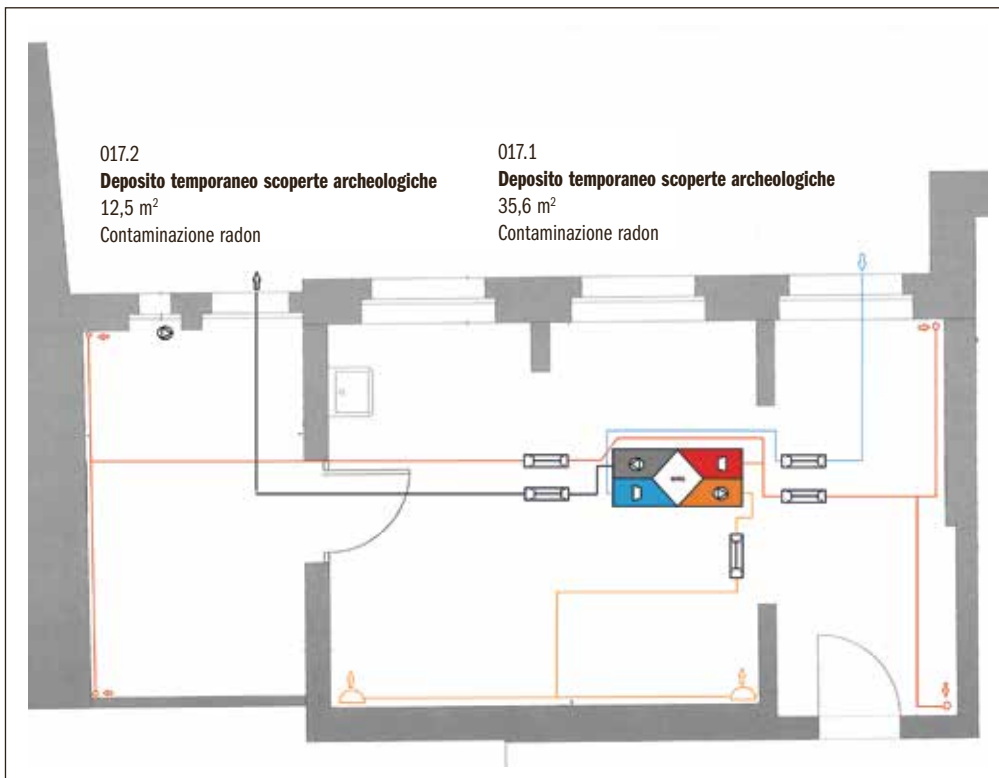 017.2
Deposito temporaneo scoperte archeologiche
12,5 m²
Contaminazione radon
017.1
Deposito temporaneo scoperte archeologiche
35,6 m²
Contaminazione radon